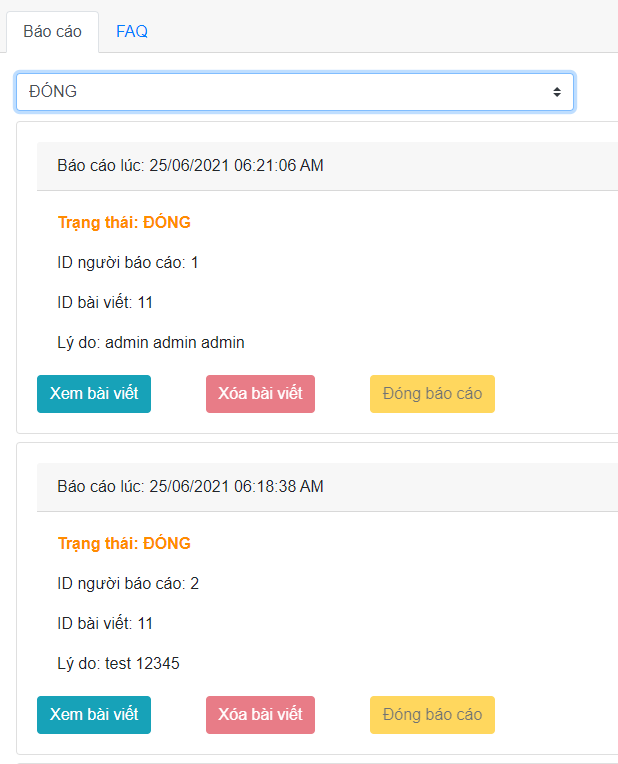 Báo cáo FAQ
ĐÓNG
Báo cáo lúc: 25/06/2021 06:21:06 AM
Trạng thái: ĐÓNG
ID người báo cáo: 1
ID bài viết: 11
Lý do: admin admin admin
Xem bài viết Xóa bài viết Đóng báo cáo
Báo cáo lúc: 25/06/2021 06:18:38 AM
Trạng thái: ĐÓNG
ID người báo cáo: 2
ID bài viết: 11
Lý do: test 12345
Xem bài viết Xóa bài viết Đóng báo cáo